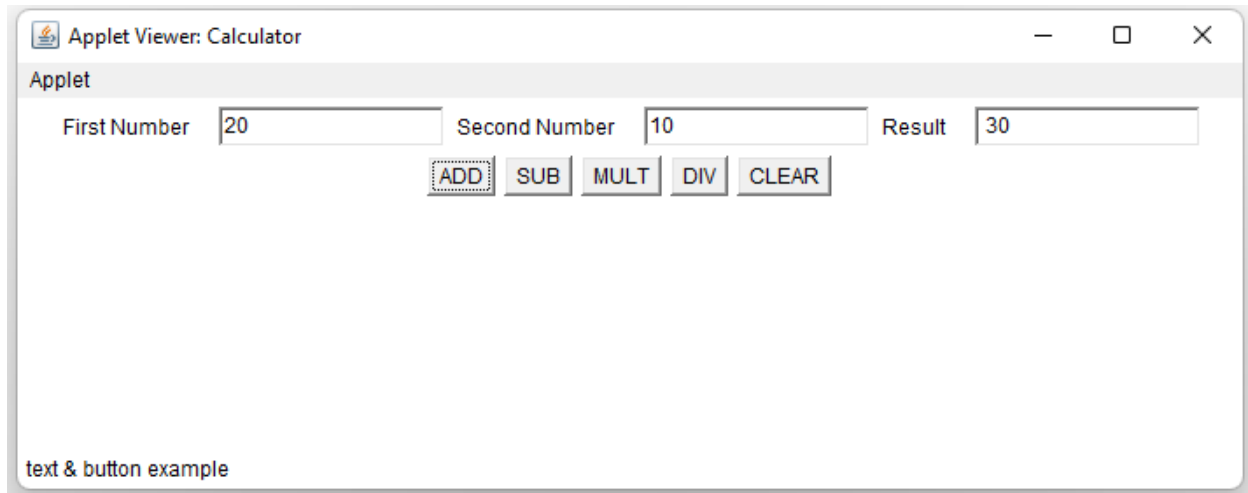 Applet Viewer: Calculator
Applet
First Number 20 Second Number 10 Result 30
ADD SUB MULT DIV CLEAR
text & button example